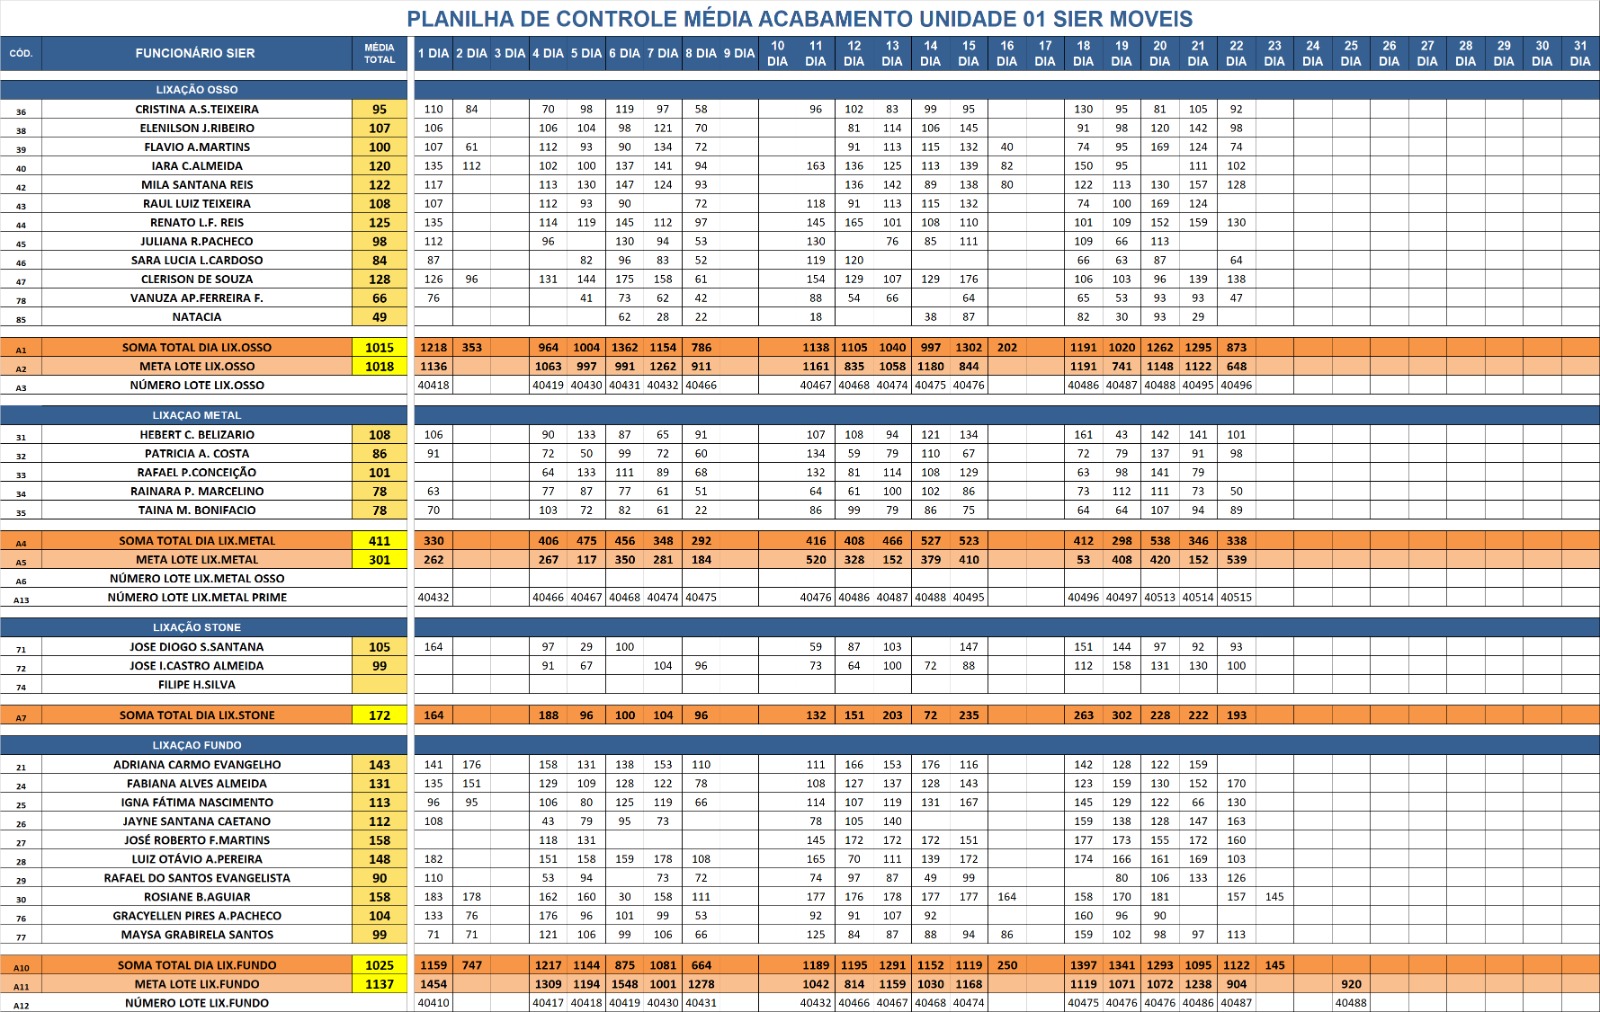 PLANILHA DE CONTROLE MÉDIA ACABAMENTO UNIDADE 01 SIER MOVEIS
CÓD. FUNCIONÁRIO SIER MÉDIA TOTAL 1 DIA 2 DIA 3 DIA 4 DIA 5 DIA 6 DIA 7 DIA 8 DIA 9 DIA 10 DIA 11 DIA 12 DIA 13 DIA 14 DIA 15 DIA 16 DIA 17 DIA 18 DIA 19 DIA 20 DIA 21 DIA 22 DIA 23 DIA 24 DIA 25 DIA 26 DIA 27 DIA 28 DIA 29 DIA 30 DIA 31 DIA
LIXAÇÃO OSSO
36 CRISTINA A.S.TEIXEIRA 95 110 84 70 98 119 97 58 96 102 83 99 95 130 95 81 105 92
38 ELENILSON J.RIBEIRO 107 106 106 104 98 121 70 81 114 106 145 91 98 120 142 98
39 FLAVIO A.MARTINS 100 107 61 112 93 90 134 72 91 113 115 132 40 74 95 169 124 74
40 IARA C.ALMEIDA 120 135 112 102 100 137 141 94 163 136 125 113 139 82 150 95 111 102
42 MILA SANTANA REIS 122 117 113 130 147 124 93 136 142 89 138 80 122 113 130 157 128
43 RAUL LUIZ TEIXEIRA 108 107 112 93 90 72 118 91 113 115 132 74 100 169 124
44 RENATO L.F. REIS 125 135 114 119 145 112 97 145 165 101 108 110 101 109 152 159 130
45 JULIANA R.PACHECO 98 112 96 130 94 53 130 76 85 111 109 66 113
46 SARA LUCIA L.CARDOSO 84 87 82 96 83 52 119 120 66 63 87 64
47 CLERISON DE SOUZA 128 126 96 131 144 175 158 61 154 129 107 129 176 106 103 96 139 138
78 VANUZA AP.FERREIRA F. 66 76 41 73 62 42 88 54 66 64 65 53 93 93 47
85 NATACIA 49 62 28 22 18 38 87 82 30 93 29
A1 SOMA TOTAL DIA LIX.OSSO 1015 1218 353 964 1004 1362 1154 786 1138 1105 1040 997 1302 202 1191 1020 1262 1295 873
A2 META LOTE LIX.OSSO 1018 1136 1063 997 991 1262 911 1161 835 1058 1180 844 1191 741 1148 1122 648
A3 NÚMERO LOTE LIX.OSSO 40418 40419 40430 40431 40432 40466 40467 40468 40474 40475 40476 40486 40487 40488 40495 40496
LIXAÇAO METAL
31 HEBERT C. BELIZARIO 108 106 90 133 87 65 91 107 108 94 121 134 161 43 142 141 101
32 PATRICIA A. COSTA 86 91 72 50 99 72 60 134 59 79 110 67 72 79 137 91 98
33 RAFAEL P.CONCEIÇÃO 101 64 133 111 89 68 132 81 114 108 129 63 98 141 79
34 RAINARA P. MARCELINO 78 63 77 87 77 61 51 64 61 100 102 86 73 112 111 73 50
35 TAINA M. BONIFACIO 78 70 103 72 82 61 22 86 99 79 86 75 64 64 107 94 89
A4 SOMA TOTAL DIA LIX.METAL 411 330 406 475 456 348 292 416 408 466 527 523 412 298 538 346 338
A5 META LOTE LIX.METAL 301 262 267 117 350 281 184 520 328 152 379 410 53 408 420 152 539
A6 NÚMERO LOTE LIX.METAL OSSO
A13 NÚMERO LOTE LIX.METAL PRIME 40432 40466 40467 40468 40474 40475 40476 40486 40487 40488 40495 40496 40497 40513 40514 40515
LIXAÇÃO STONE
71 JOSE DIOGO S.SANTANA 105 164 97 29 100 59 87 103 147 151 144 97 92 93
72 JOSE I.CASTRO ALMEIDA 99 91 67 104 96 73 64 100 72 88 112 158 131 130 100
74 FILIPE H.SILVA
A7 SOMA TOTAL DIA LIX.STONE 172 164 188 96 100 104 96 132 151 203 72 235 263 302 228 222 193
LIXAÇAO FUNDO
21 ADRIANA CARMO EVANGELHO 143 141 176 158 131 138 153 110 111 166 153 176 116 142 128 122 159
24 FABIANA ALVES ALMEIDA 131 135 151 129 109 128 122 78 108 127 137 128 143 123 159 130 152 170
25 IGNA FÁTIMA NASCIMENTO 113 96 95 106 80 125 119 66 114 107 119 131 167 145 129 122 66 130
26 JAYNE SANTANA CAETANO 112 108 43 79 95 73 78 105 140 159 138 128 147 163
27 JOSÉ ROBERTO F.MARTINS 158 118 131 145 172 172 172 151 177 173 155 172 160
28 LUIZ OTÁVIO A.PEREIRA 148 182 151 158 159 178 108 165 70 111 139 172 174 166 161 169 103
29 RAFAEL DO SANTOS EVANGELISTA 90 110 53 94 73 72 74 97 87 49 99 80 106 133 126
30 ROSIANE B.AGUIAR 158 183 178 162 160 30 158 111 177 176 178 177 177 164 158 170 181 157 145
76 GRACYELLEN PIRES A.PACHECO 104 133 76 176 96 101 99 53 92 91 107 92 160 96 90
77 MAYSA GRABIRELA SANTOS 99 71 71 121 106 99 106 66 125 84 87 88 94 86 159 102 98 97 113
A10 SOMA TOTAL DIA LIX.FUNDO 1025 1159 747 1217 1144 875 1081 664 1189 1195 1291 1152 1119 250 1397 1341 1293 1095 1122 145
A11 META LOTE LIX.FUNDO 1137 1454 1309 1194 1548 1001 1278 1042 814 1159 1030 1168 1119 1071 1072 1238 904 920
A12 NÚMERO LOTE LIX.FUNDO 40410 40417 40418 40419 40430 40431 40432 40466 40467 40468 40474 40475 40476 40476 40486 40487 40488